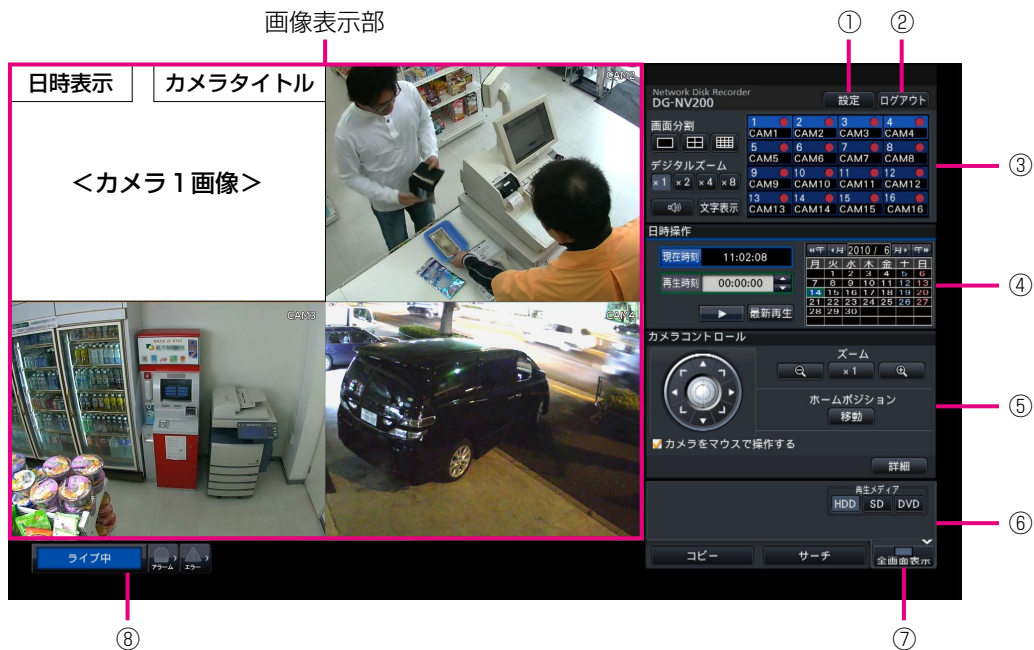 画像表示部
①
②
日時表示
カメラタイトル
<カメラ1画像>
CAM2
CAM3
CAM4
BANK ATM
Network Disk Recorder
DG-NV200
設定
ログアウト
画面分割
デジタルズーム
×1 ×2 ×4 ×8
文字表示
1 2 3 4
CAM1 CAM2 CAM3 CAM4
5 6 7 8
CAM5 CAM6 CAM7 CAM8
9 10 11 12
CAM9 CAM10 CAM11 CAM12
13 14 15 16
CAM13 CAM14 CAM15 CAM16
③
日時操作
現在時刻 11:02:08
再生時刻 00:00:00
最新再生
«年 ‹月 2010 / 6 月› 年»
月 火 水 木 金 土 日
1 2 3 4 5 6
7 8 9 10 11 12 13
14 15 16 17 18 19 20
21 22 23 24 25 26 27
28 29 30
④
カメラコントロール
ズーム
×1
ホームポジション
移動
カメラをマウスで操作する
詳細
⑤
再生メディア
HDD SD DVD
⑥
コピー
サーチ
全画面表示
ライブ中
アラーム
エラー
⑧
⑦